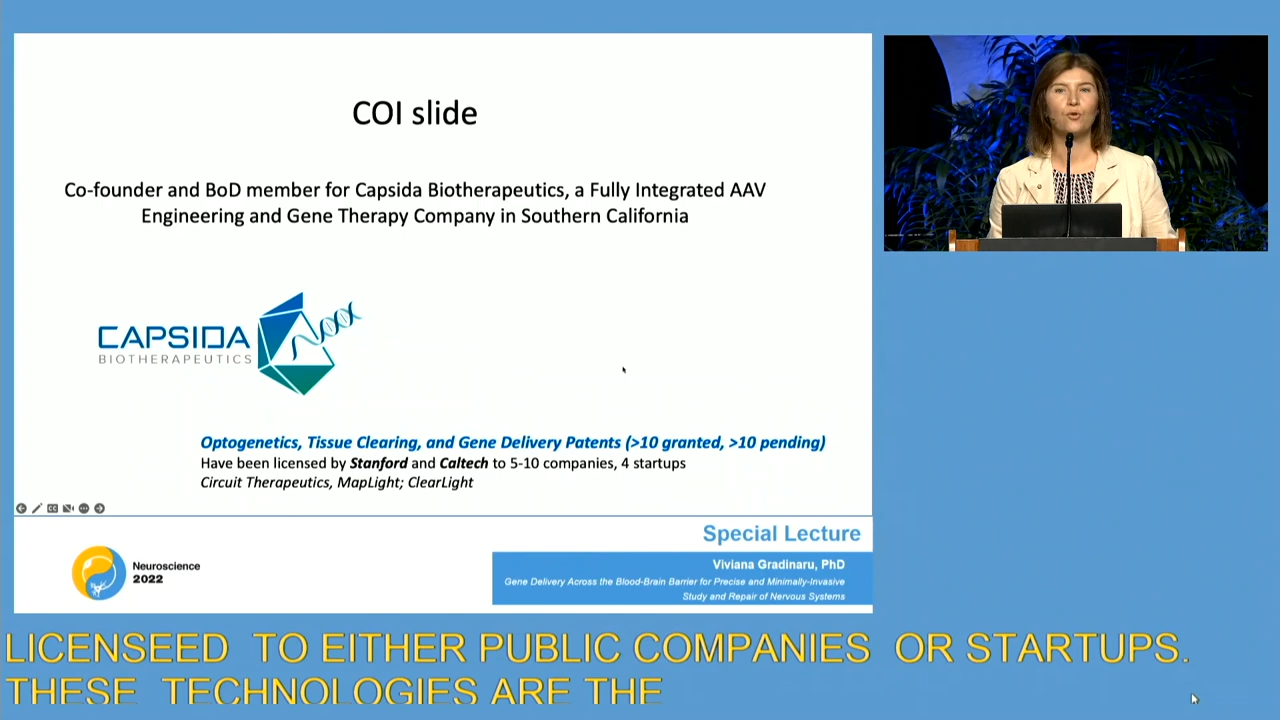 COI slide
Co-founder and BoD member for Capsida Biotherapeutics, a Fully Integrated AAV
Engineering and Gene Therapy Company in Southern California
CAPSIDA
BIOTHERAPEUTICS
Optogenetics, Tissue Clearing, and Gene Delivery Patents (>10 granted, >10 pending)
Have been licensed by Stanford and Caltech to 5-10 companies, 4 startups
Circuit Therapeutics, MapLight; ClearLight
Special Lecture
Neuroscience
2022
Viviana Gradinaru, PhD
Gene Delivery Across the Blood-Brain Barrier for Precise and Minimally-Invasive
Study and Repair of Nervous Systems
LICENSEED TO EITHER PUBLIC COMPANIES OR STARTUPS.
THESE TECHNOLOGIES ARE THE